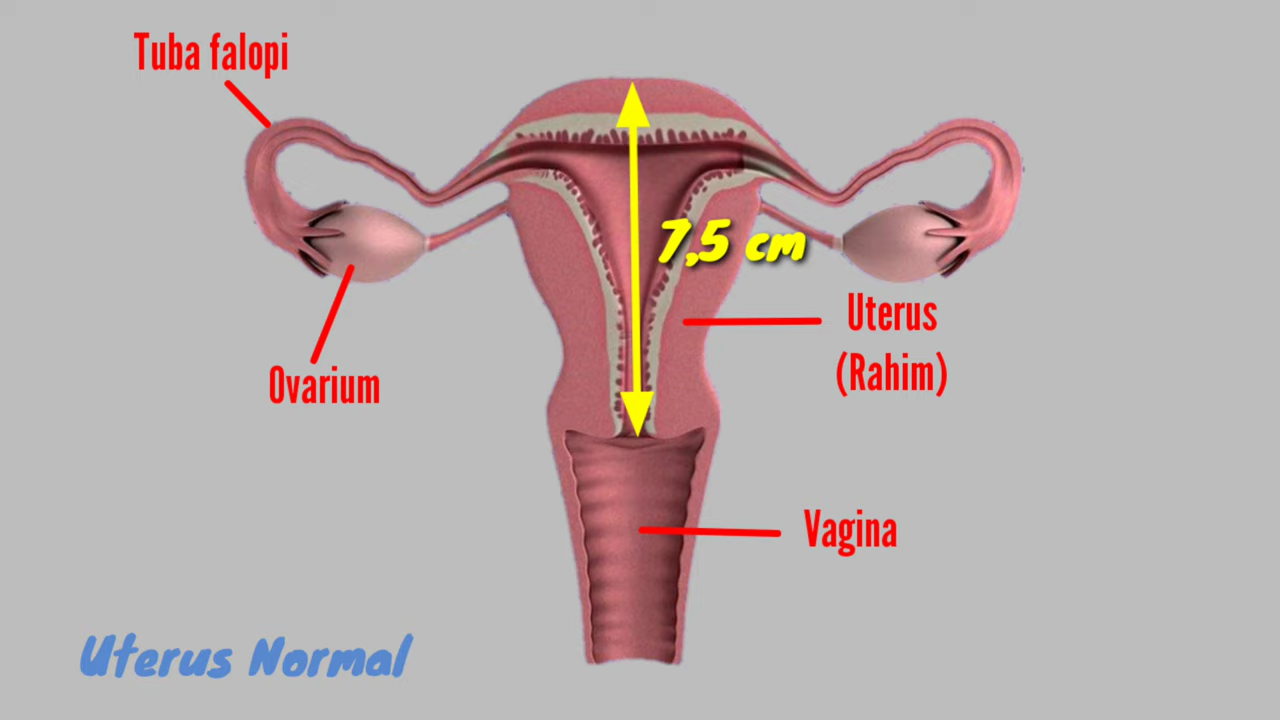 Tuba falopi
7,5 cm
Uterus
(Rahim)
Ovarium
Vagina
Uterus Normal